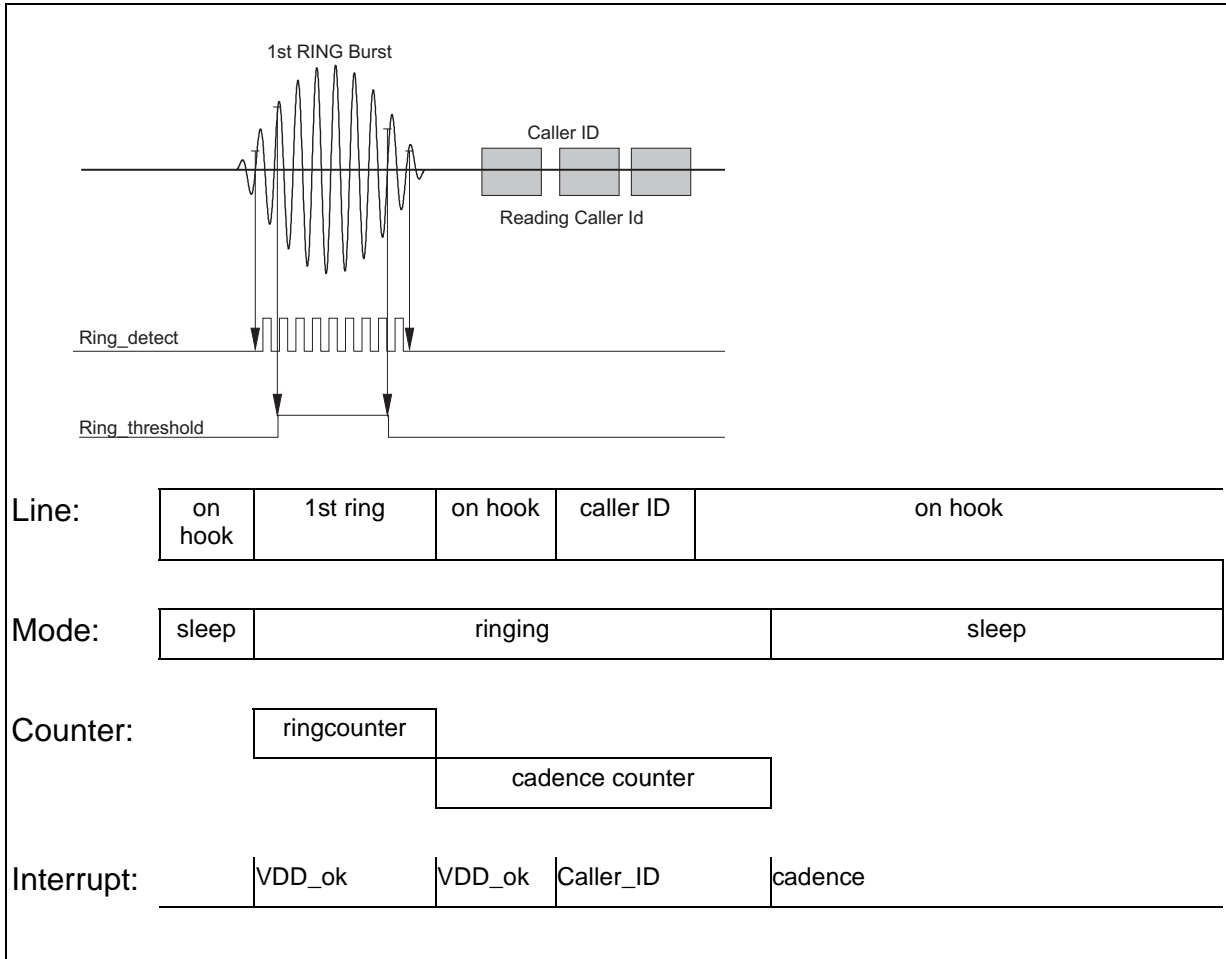 1st RING Burst
Caller ID
Reading Caller Id
Ring_detect
Ring_threshold
Line: on hook 1st ring on hook caller ID on hook
Mode: sleep ringing sleep
Counter: ringcounter
cadence counter
Interrupt: VDD_ok VDD_ok Caller_ID cadence